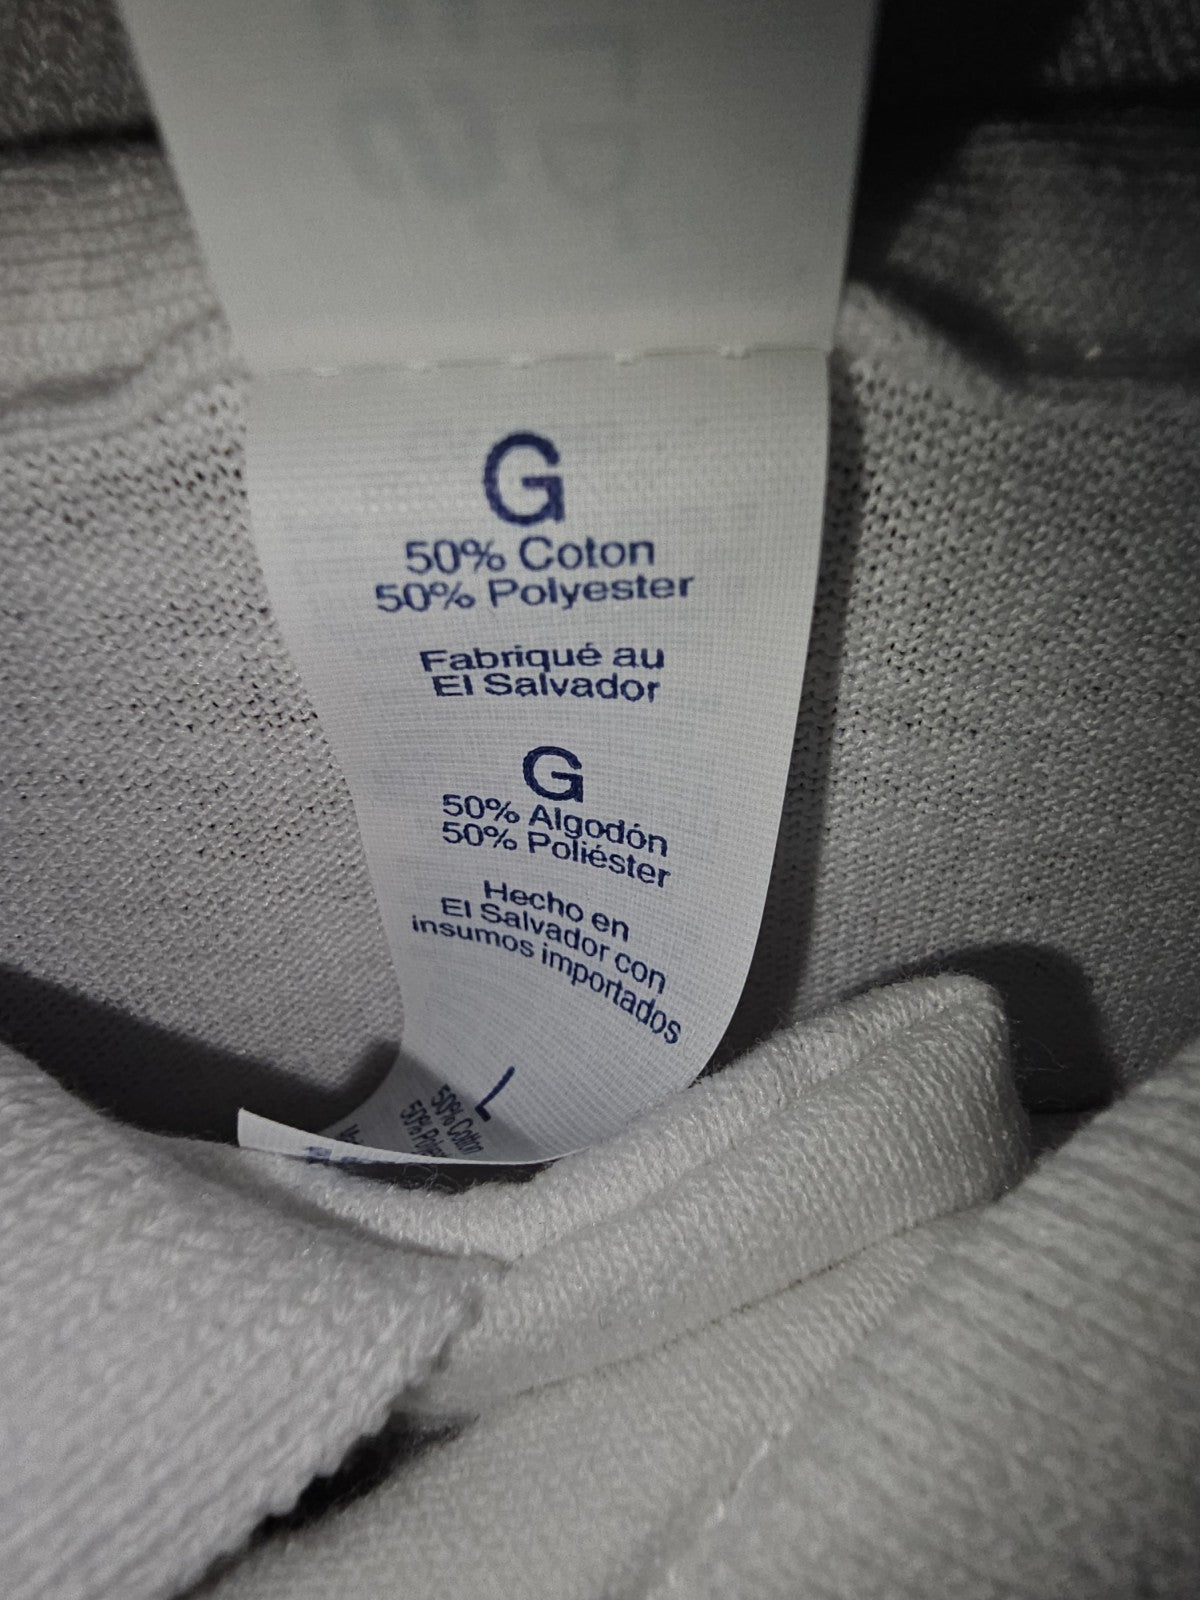 G
50% Coton
50% Polyester
Fabriqué au
El Salvador
G
50% Algodón
50% Poliéster
Hecho en
El Salvador con
insumos importados
L
50% Cotton